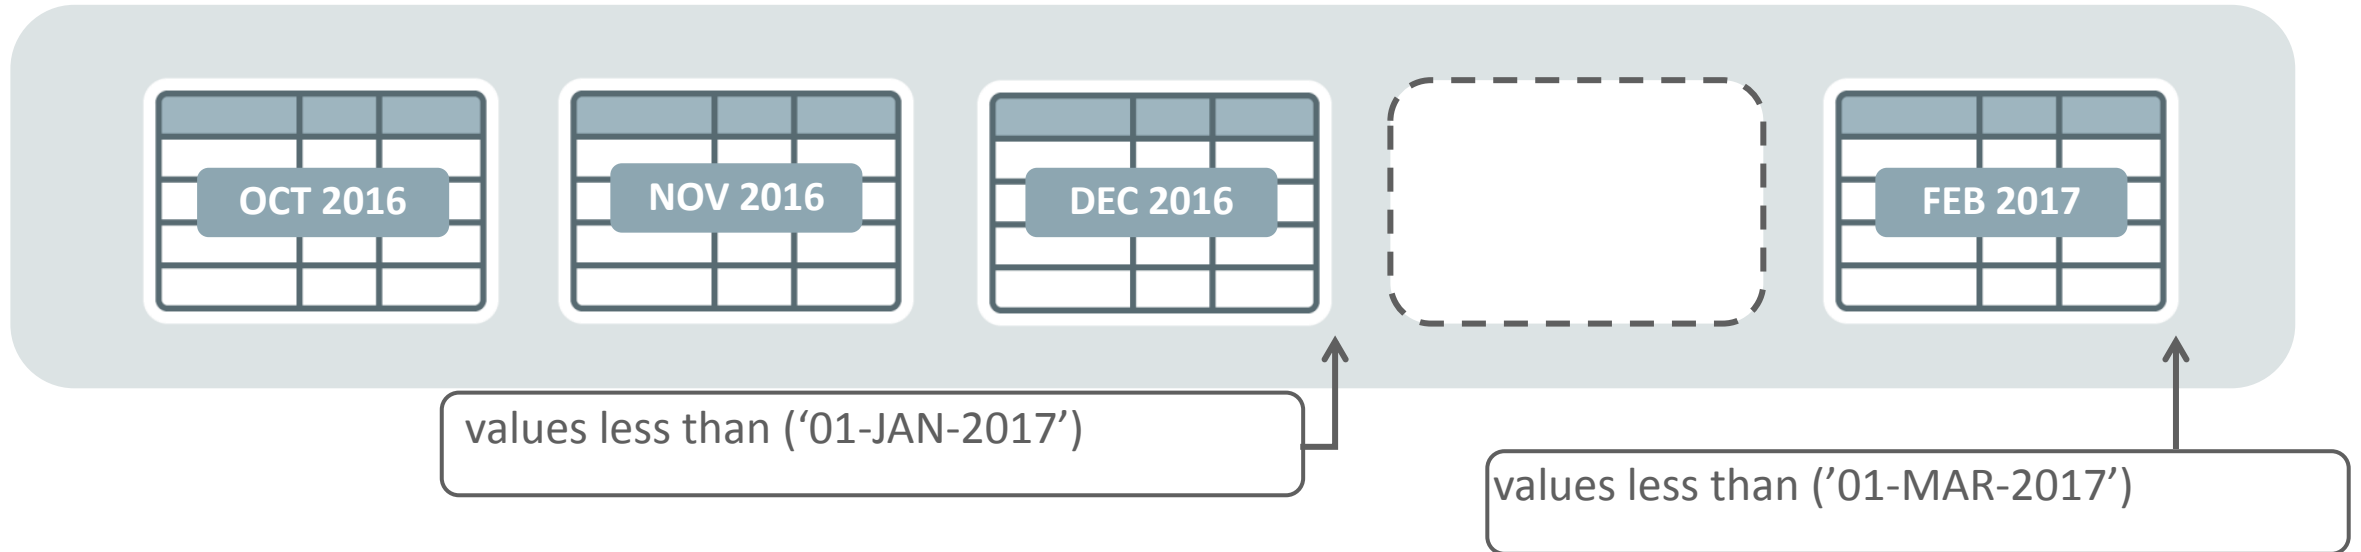 OCT 2016
NOV 2016
DEC 2016
FEB 2017
values less than (‘01-JAN-2017’)
values less than (’01-MAR-2017’)